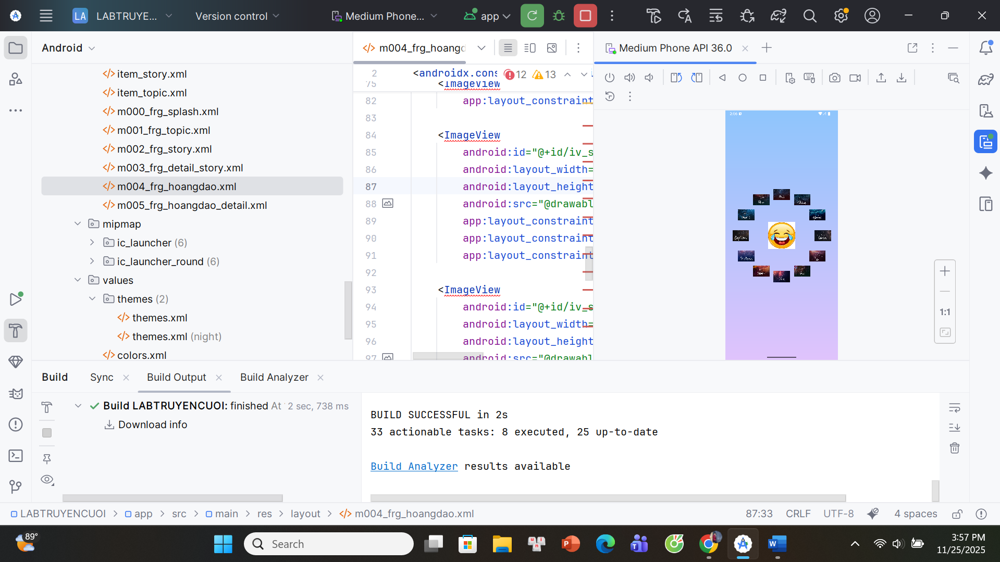 LA LABTRUYE... Version control Medium Phone... app
Android
item_story.xml
item_topic.xml
m000_frg_splash.xml
m001_frg_topic.xml
m002_frg_story.xml
m003_frg_detail_story.xml
m004_frg_hoangdao.xml
m005_frg_hoangdao_detail.xml
mipmap
ic_launcher (6)
ic_launcher_round (6)
values
themes (2)
themes.xml
themes.xml (night)
colors.xml
m004_frg_hoangd
2 <androidx.cons 12 13
75 <ImageView
82 app:layout_constraint
83
84 <ImageView
85 android:id="@+id/iv_s
86 android:layout_width=
87 android:layout_height
88 android:src="@drawabl
89 app:layout_constraint
90 app:layout_constraint
91 app:layout_constraint
92
93 <ImageView
94 android:id="@+id/iv_s
95 android:layout_width=
96 android:layout_height
97 android:src="@drawabl
Medium Phone API 36.0
1:1
Build Sync Build Output Build Analyzer
Build LABTRUYENCUOI: finished At 2 sec, 738 ms
Download info
BUILD SUCCESSFUL in 2s
33 actionable tasks: 8 executed, 25 up-to-date
Build Analyzer results available
LABTRUYENCUOI > app > src > main > res > layout > m004_frg_hoangdao.xml
87:33 CRLF UTF-8 4 spaces
89°
Search
3:57 PM
11/25/2025